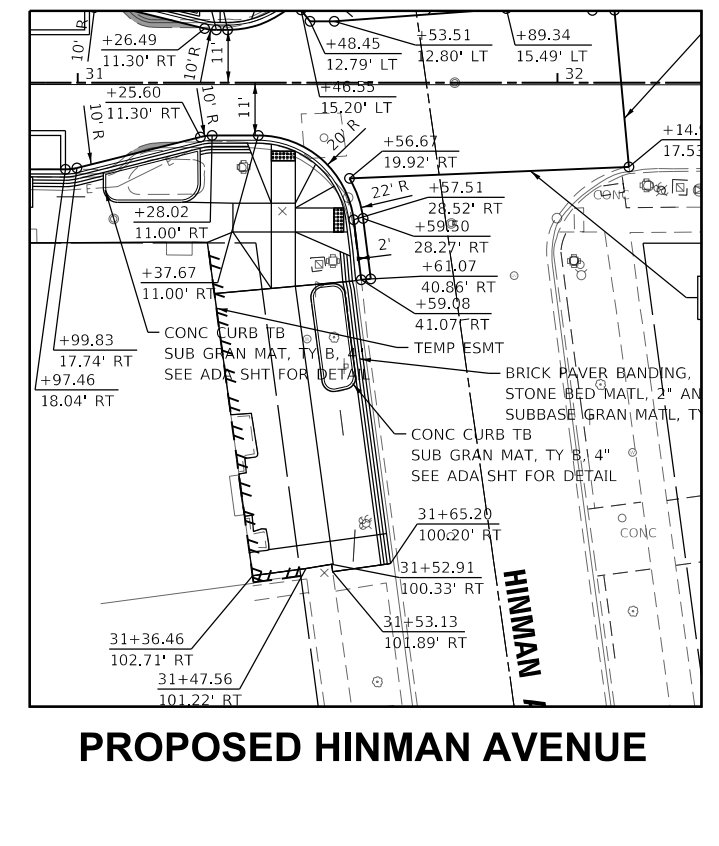 +26.49
11.30' RT
10' R
10' R
11'
+48.45
12.79' LT
+53.51
12.80' LT
+89.34
15.49' LT
31
32
+46.55
15.20' LT
+25.60
11.30' RT
10' R
10' R
11'
20' R
+56.67
19.92' RT
+14.9
17.53
22' R
+57.51
28.52' RT
CONC
+28.02
11.00' RT
+59.50
28.27' RT
2'
+37.67
11.00' RT
+61.07
40.86' RT
+59.08
41.07' RT
E
E
+99.83
17.74' RT
CONC CURB TB
SUB GRAN MAT, TY B, 4"
SEE ADA SHT FOR DETAIL
TEMP ESMT
+97.46
18.04' RT
BRICK PAVER BANDING,
STONE BED MATL, 2" AN
SUBBASE GRAN MATL, TY
CONC CURB TB
SUB GRAN MAT, TY B, 4"
SEE ADA SHT FOR DETAIL
31+65.20
100.20' RT
CONC
31+52.91
100.33' RT
HINMAN A
31+53.13
101.89' RT
31+36.46
102.71' RT
31+47.56
101.22' RT
PROPOSED HINMAN AVENUE